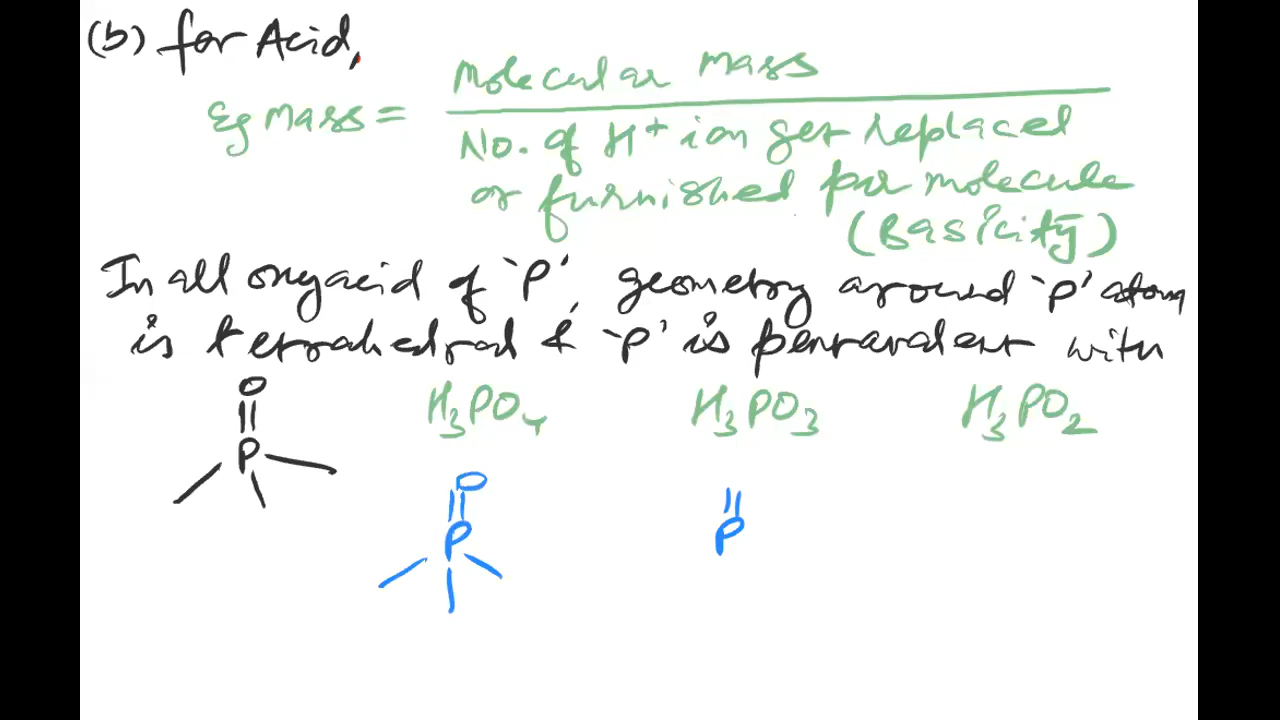 (b) for Acid,
Eq mass = Molecular mass
No. of H⁺ ion get replaced
or furnished per molecule
(Basicity)
In all oxyacid of 'P', geometry around 'P' atom
is tetrahedral & 'P' is pentavalent with
O
P
H₃PO₄ H₃PO₃ H₃PO₂
O
P P